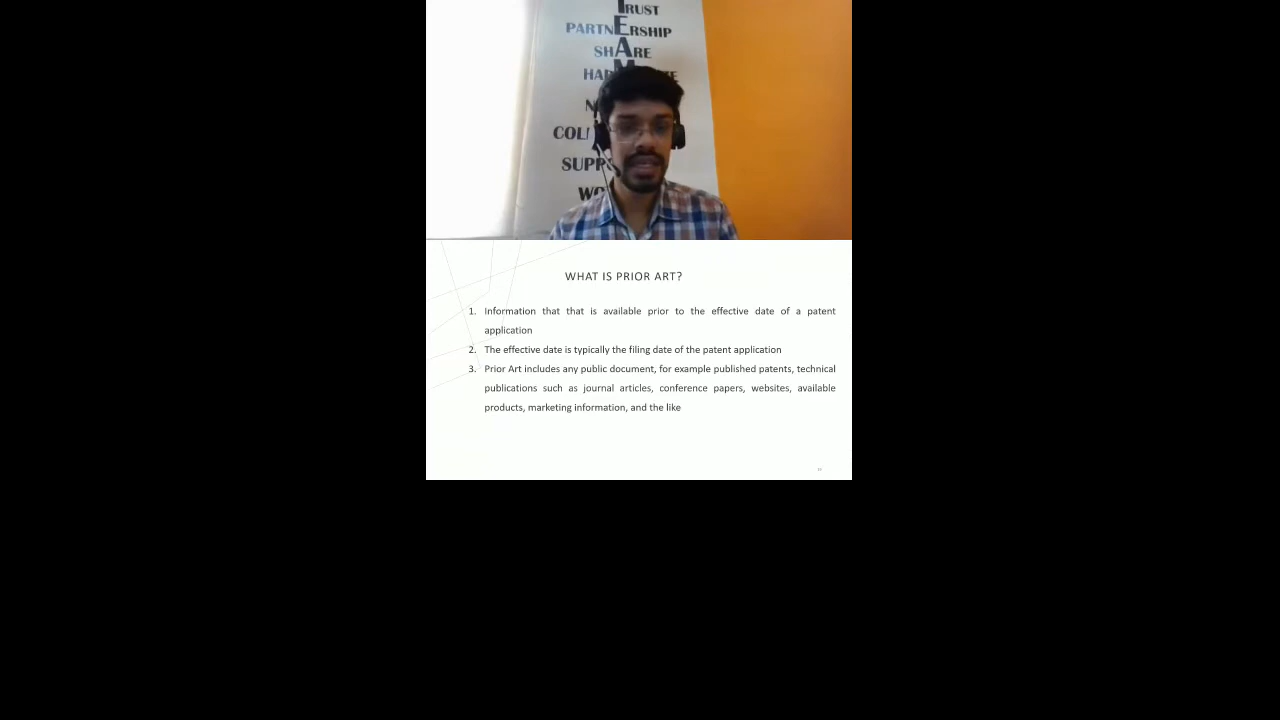 TRUST
PARTNERSHIP
SHARE
COLL
SUPP
WO
WHAT IS PRIOR ART?
1. Information that that is available prior to the effective date of a patent
application
2. The effective date is typically the filing date of the patent application
3. Prior Art includes any public document, for example published patents, technical
publications such as journal articles, conference papers, websites, available
products, marketing information, and the like